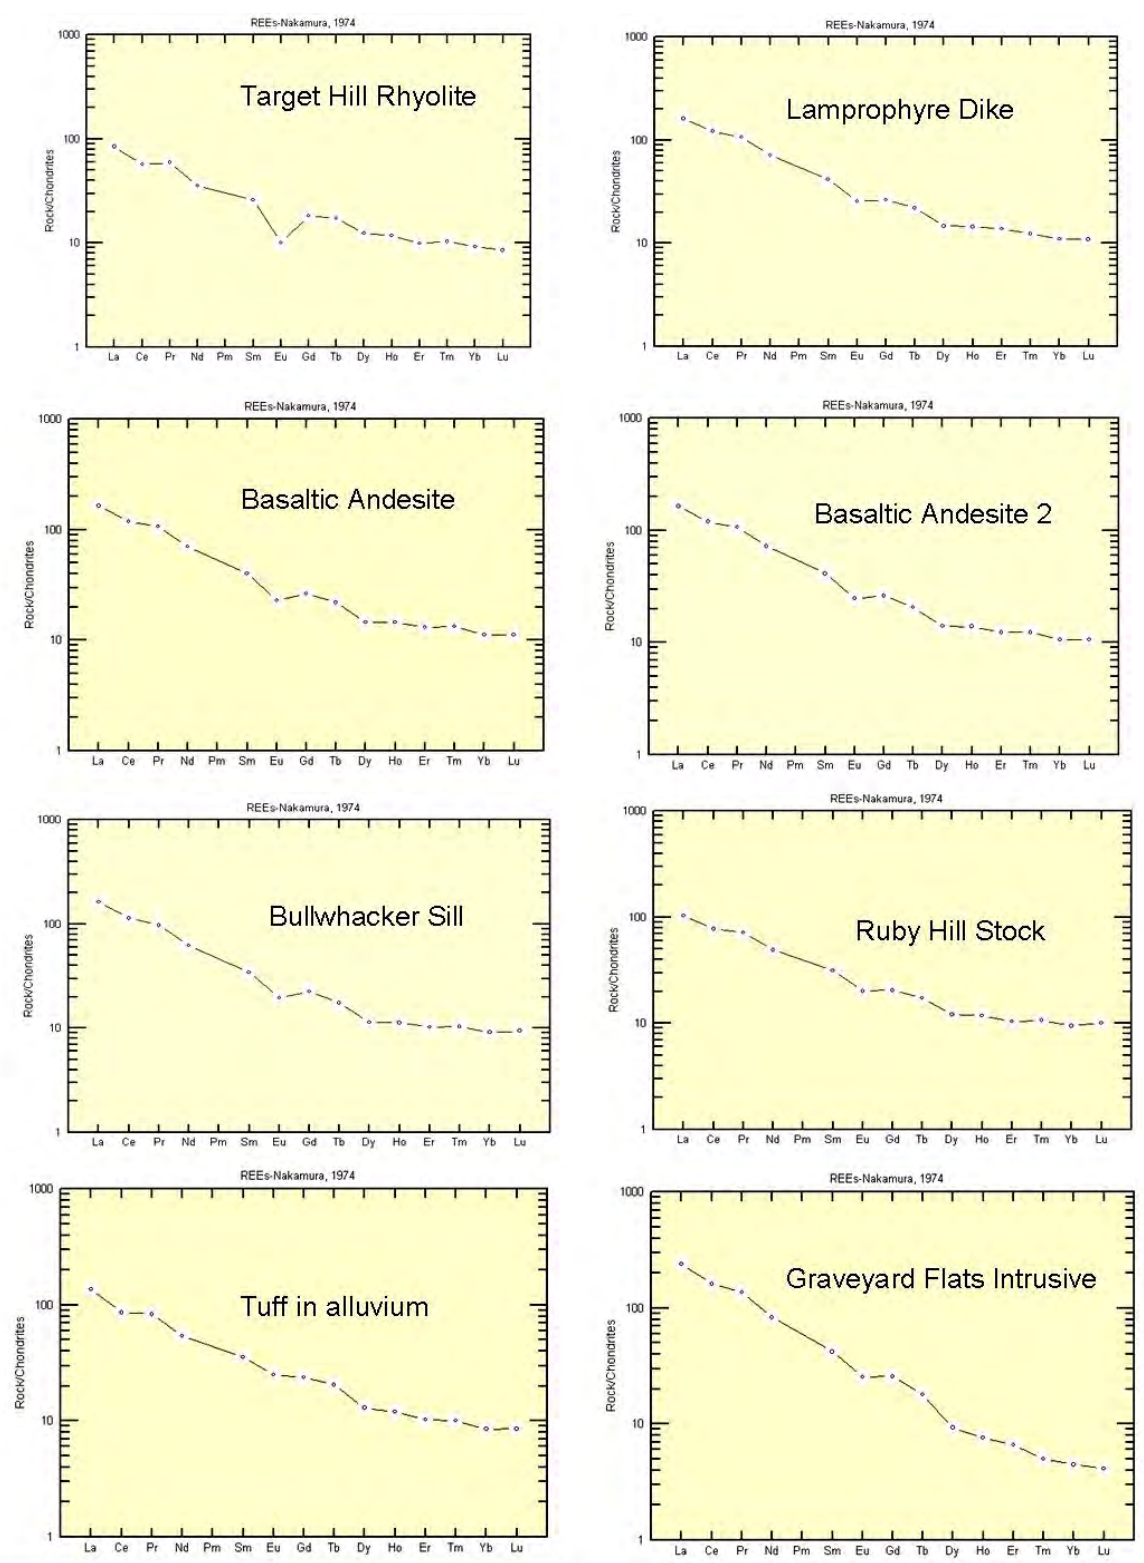 REEs-Nakamura, 1974
1000
100
10
1
Rock/Chondrites
Target Hill Rhyolite
La Ce Pr Nd Pm Sm Eu Gd Tb Dy Ho Er Tm Yb Lu
REEs-Nakamura, 1974
1000
100
10
1
Rock/Chondrites
Lamprophyre Dike
La Ce Pr Nd Pm Sm Eu Gd Tb Dy Ho Er Tm Yb Lu
REEs-Nakamura, 1974
1000
100
10
1
Rock/Chondrites
Basaltic Andesite
La Ce Pr Nd Pm Sm Eu Gd Tb Dy Ho Er Tm Yb Lu
REEs-Nakamura, 1974
1000
100
10
1
Rock/Chondrites
Basaltic Andesite 2
La Ce Pr Nd Pm Sm Eu Gd Tb Dy Ho Er Tm Yb Lu
REEs-Nakamura, 1974
1000
100
10
1
Rock/Chondrites
Bullwhacker Sill
La Ce Pr Nd Pm Sm Eu Gd Tb Dy Ho Er Tm Yb Lu
REEs-Nakamura, 1974
1000
100
10
1
Rock/Chondrites
Ruby Hill Stock
La Ce Pr Nd Pm Sm Eu Gd Tb Dy Ho Er Tm Yb Lu
REEs-Nakamura, 1974
1000
100
10
1
Rock/Chondrites
Tuff in alluvium
La Ce Pr Nd Pm Sm Eu Gd Tb Dy Ho Er Tm Yb Lu
REEs-Nakamura, 1974
1000
100
10
1
Rock/Chondrites
Graveyard Flats Intrusive
La Ce Pr Nd Pm Sm Eu Gd Tb Dy Ho Er Tm Yb Lu